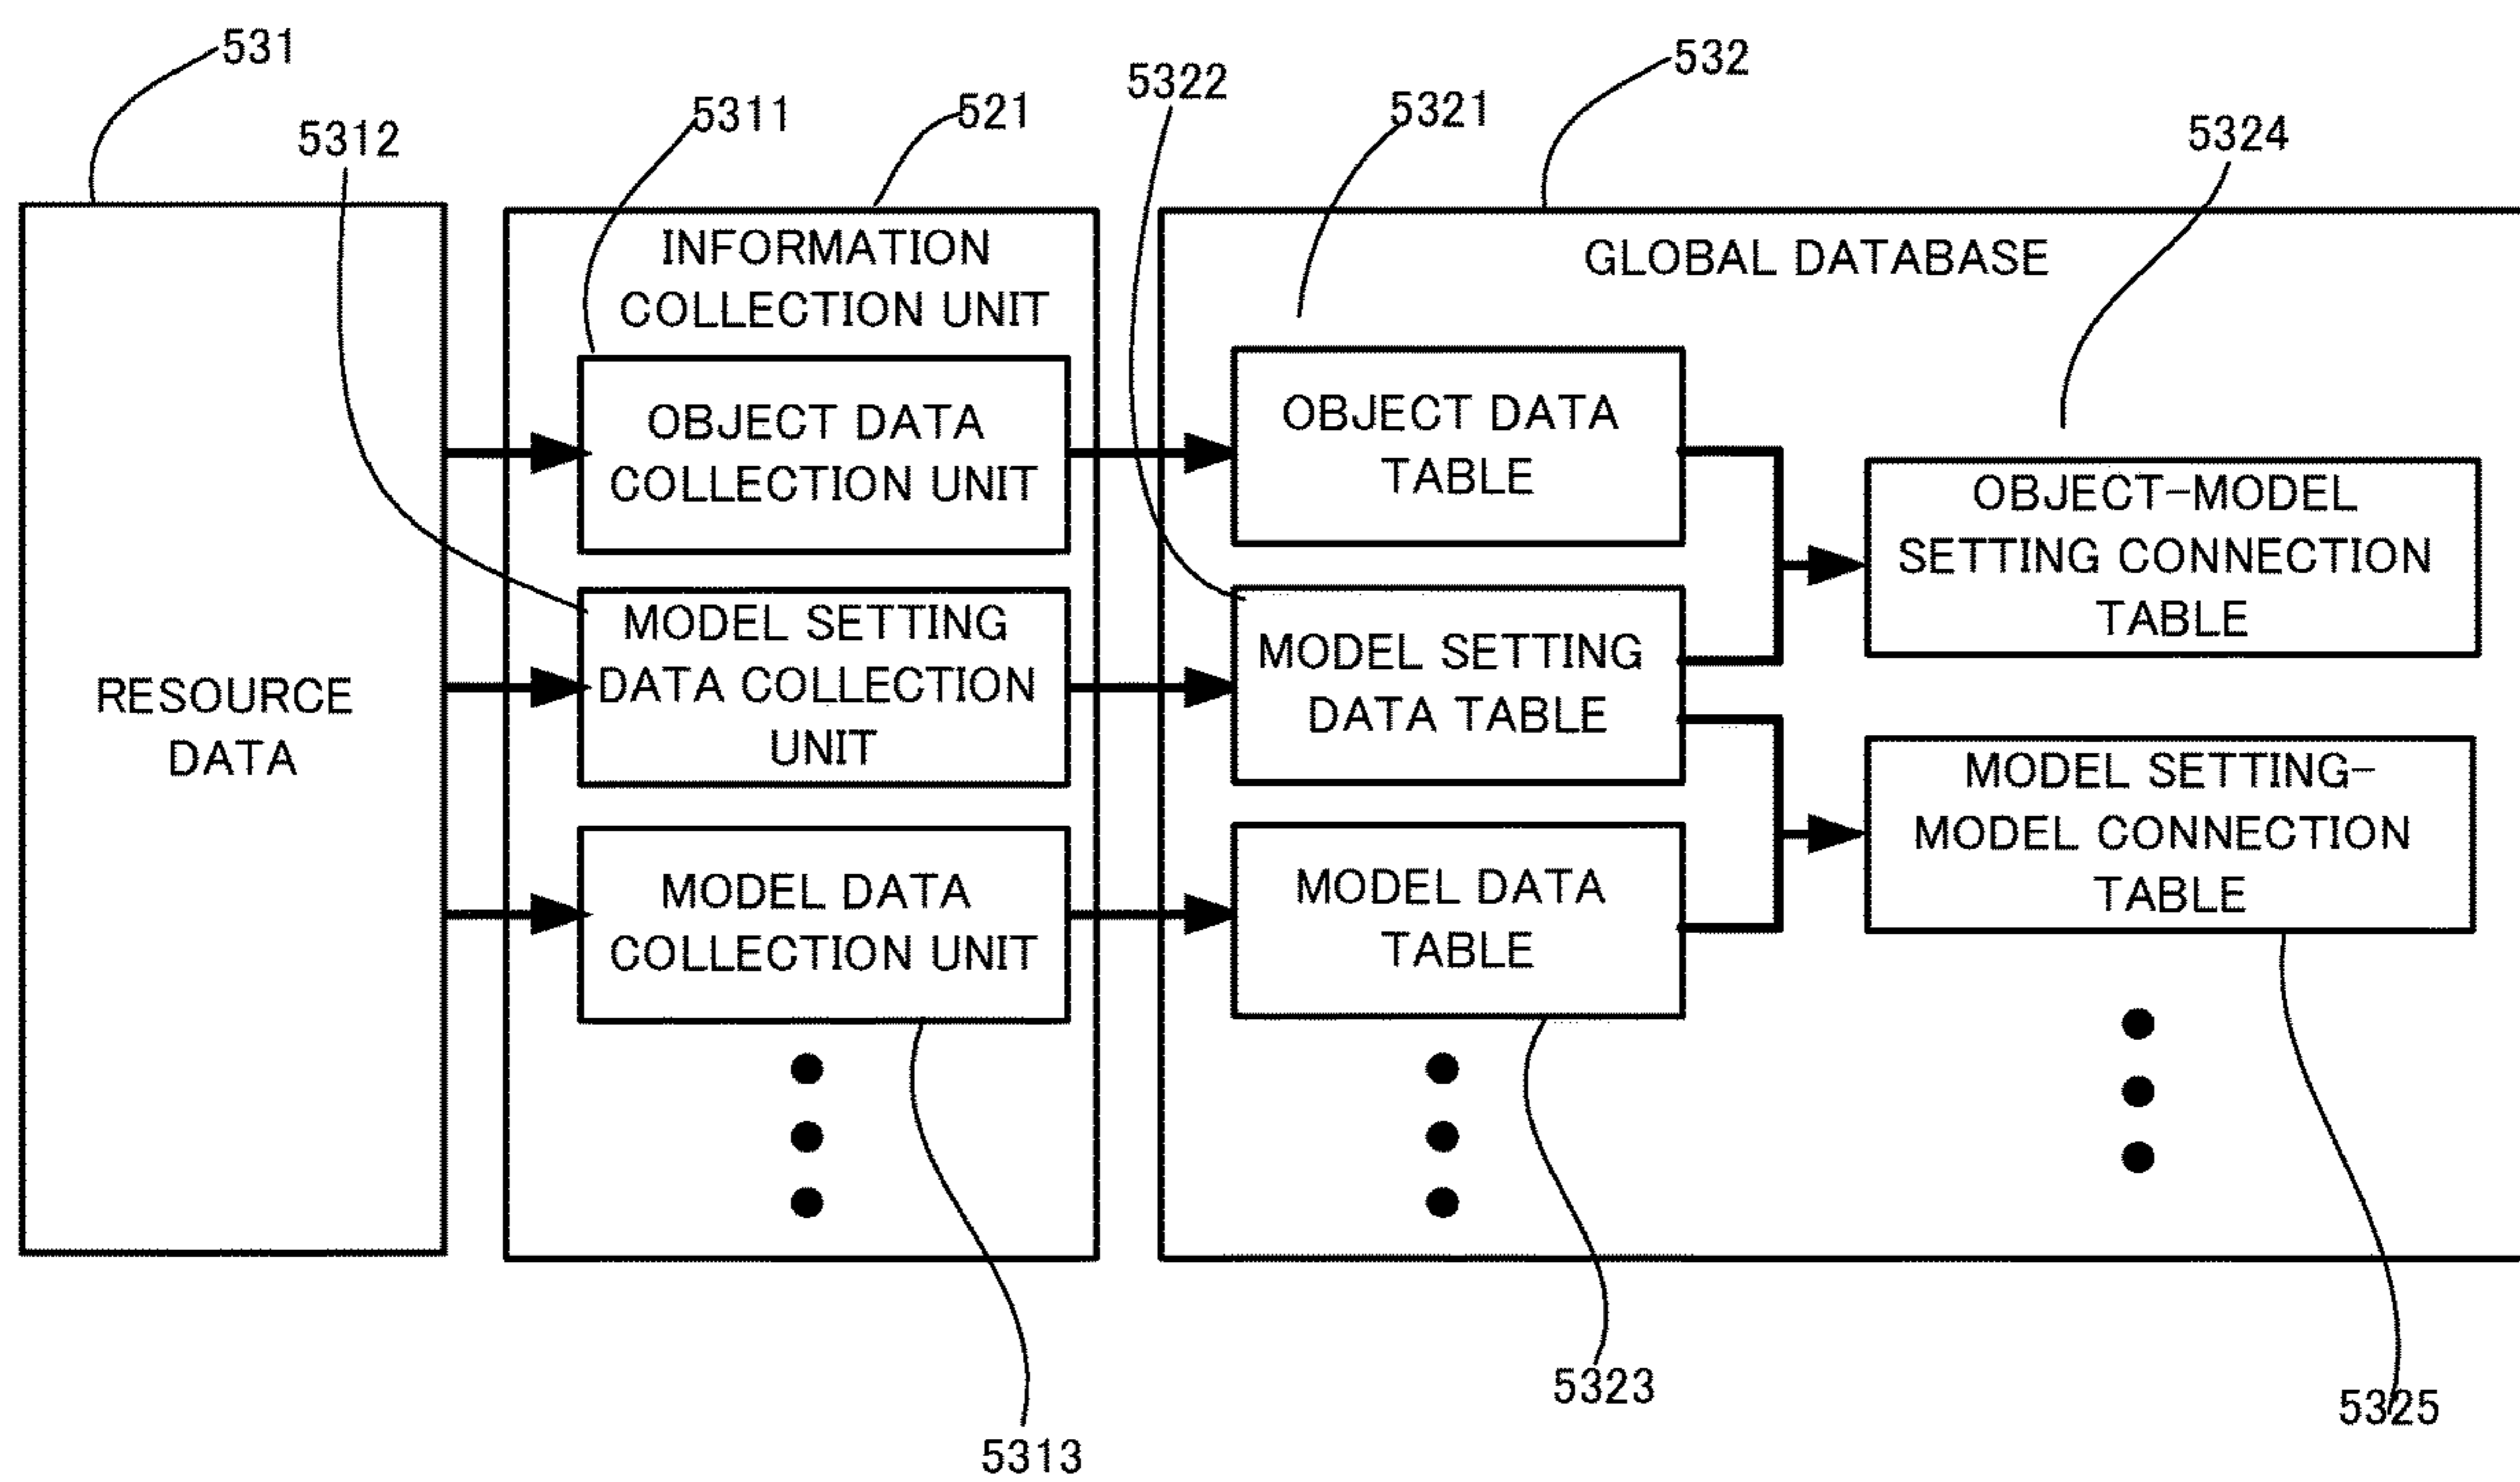 531
5312
5311
521
5322
5321
532
5324
RESOURCE
DATA
INFORMATION
COLLECTION UNIT
OBJECT DATA
COLLECTION UNIT
MODEL SETTING
DATA COLLECTION
UNIT
MODEL DATA
COLLECTION UNIT
GLOBAL DATABASE
OBJECT DATA
TABLE
MODEL SETTING
DATA TABLE
MODEL DATA
TABLE
OBJECT-MODEL
SETTING CONNECTION
TABLE
MODEL SETTING-
MODEL CONNECTION
TABLE
5313
5323
5325